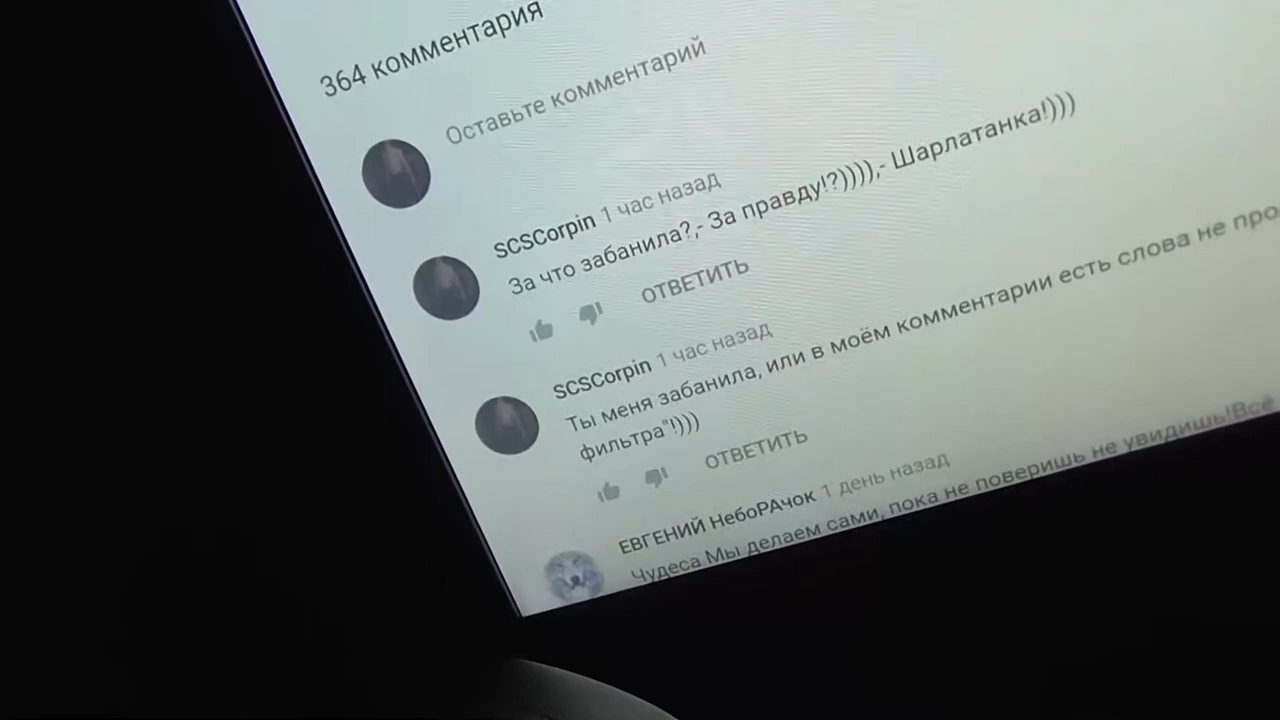 364 комментария
Оставьте комментарий
SCSCorpin 1 час назад
За что забанила?,- За правду!?)))),- Шарлатанка!)))
ОТВЕТИТЬ
SCSCorpin 1 час назад
Ты меня забанила, или в моём комментарии есть слова не про
фильтра"!)))
ОТВЕТИТЬ
ЕВГЕНИЙ НебоРАчок 1 день назад
Чудеса Мы делаем сами, пока не поверишь не увидишь!Всё